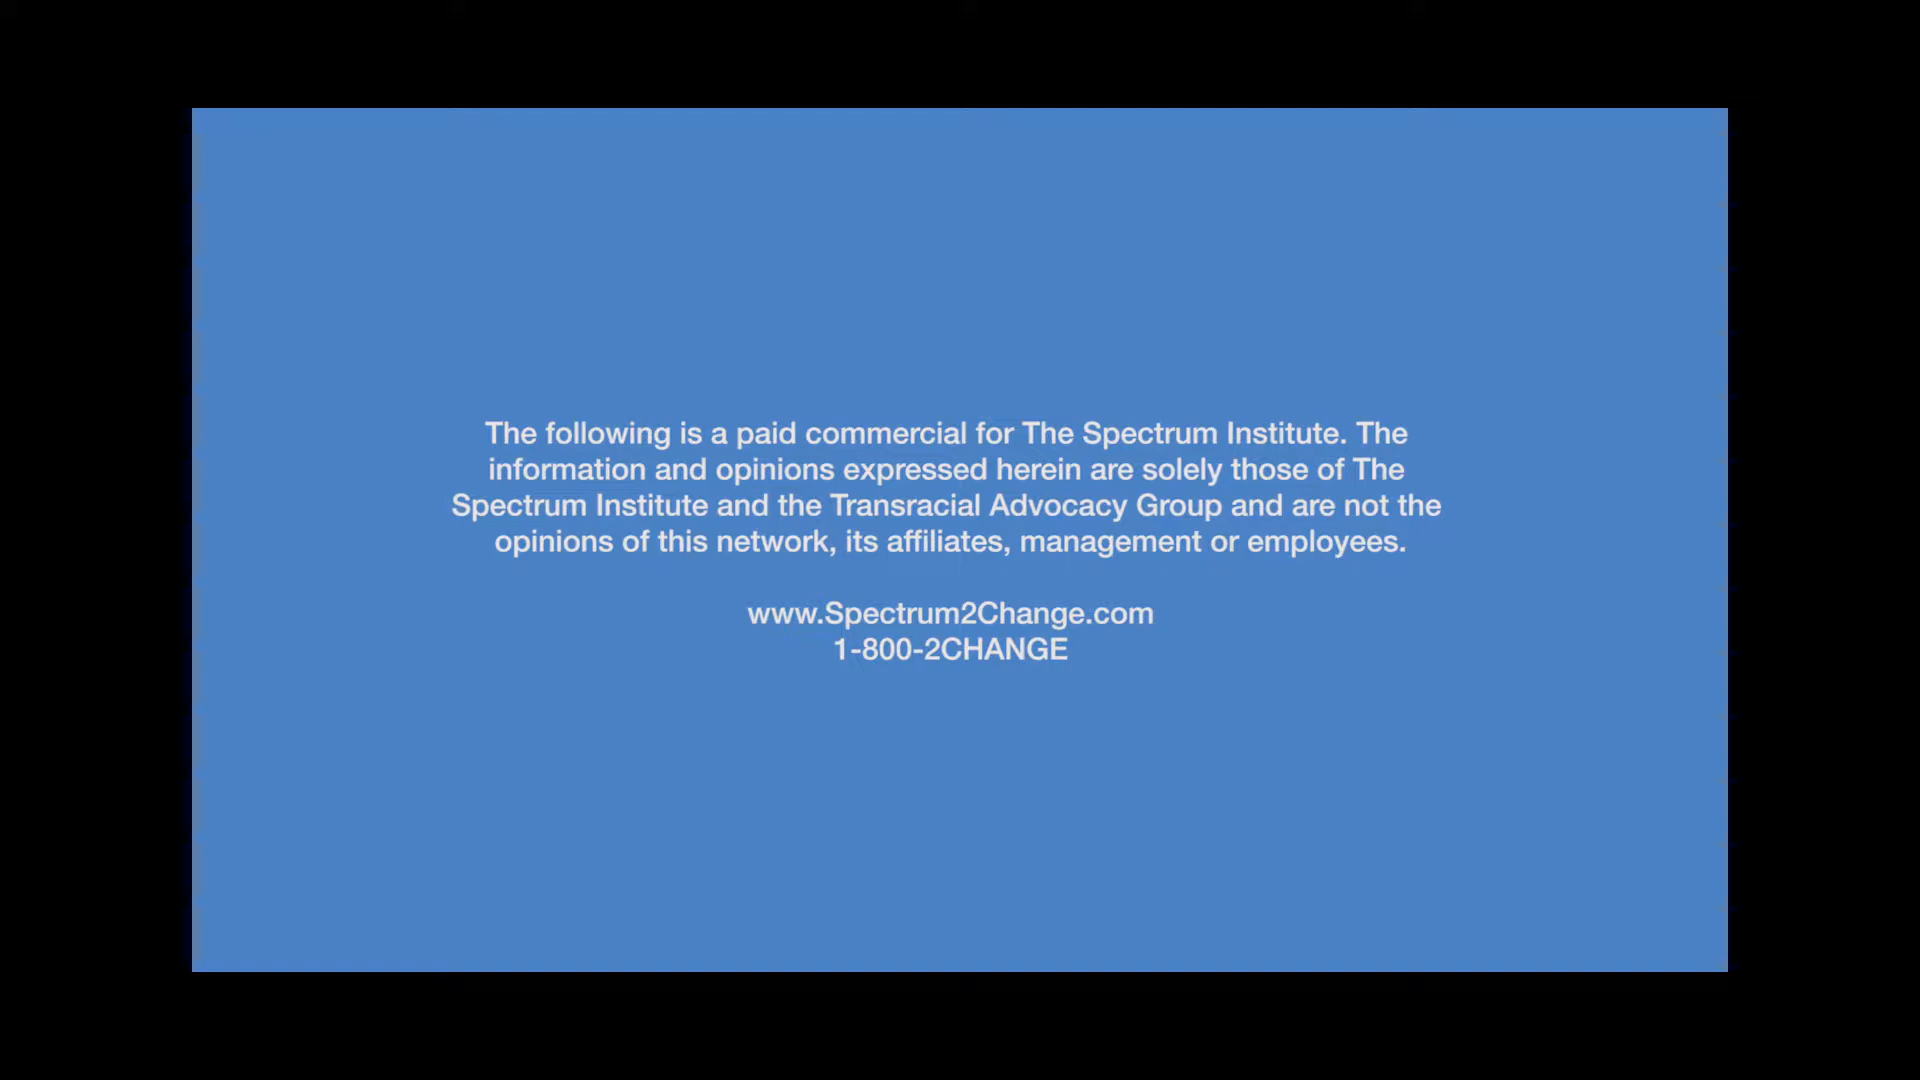 The following is a paid commercial for The Spectrum Institute. The
information and opinions expressed herein are solely those of The
Spectrum Institute and the Transracial Advocacy Group and are not the
opinions of this network, its affiliates, management or employees.
www.Spectrum2Change.com
1-800-2CHANGE